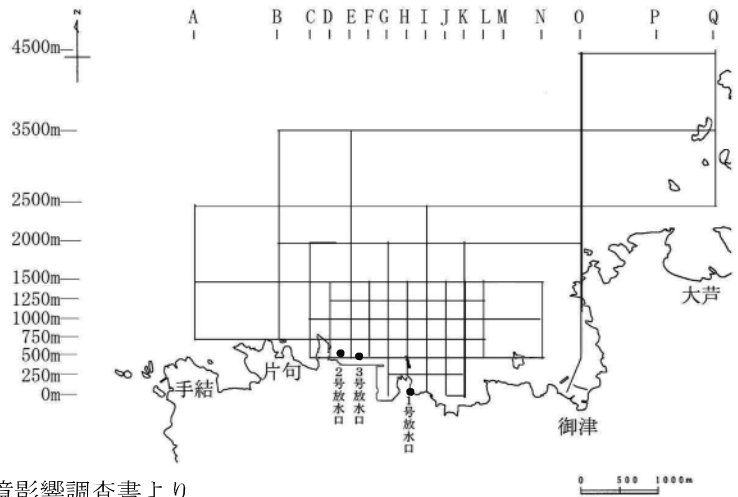 A B C D E F G H I J K L M N O P Q
z
4500m
3500m
2500m
2000m
1500m
1250m
1000m
750m
500m
250m
0m
大芦
片句
手結
2号放水口
3号放水口
1号放水口
御津
0 500 1000m
境影響調査書より